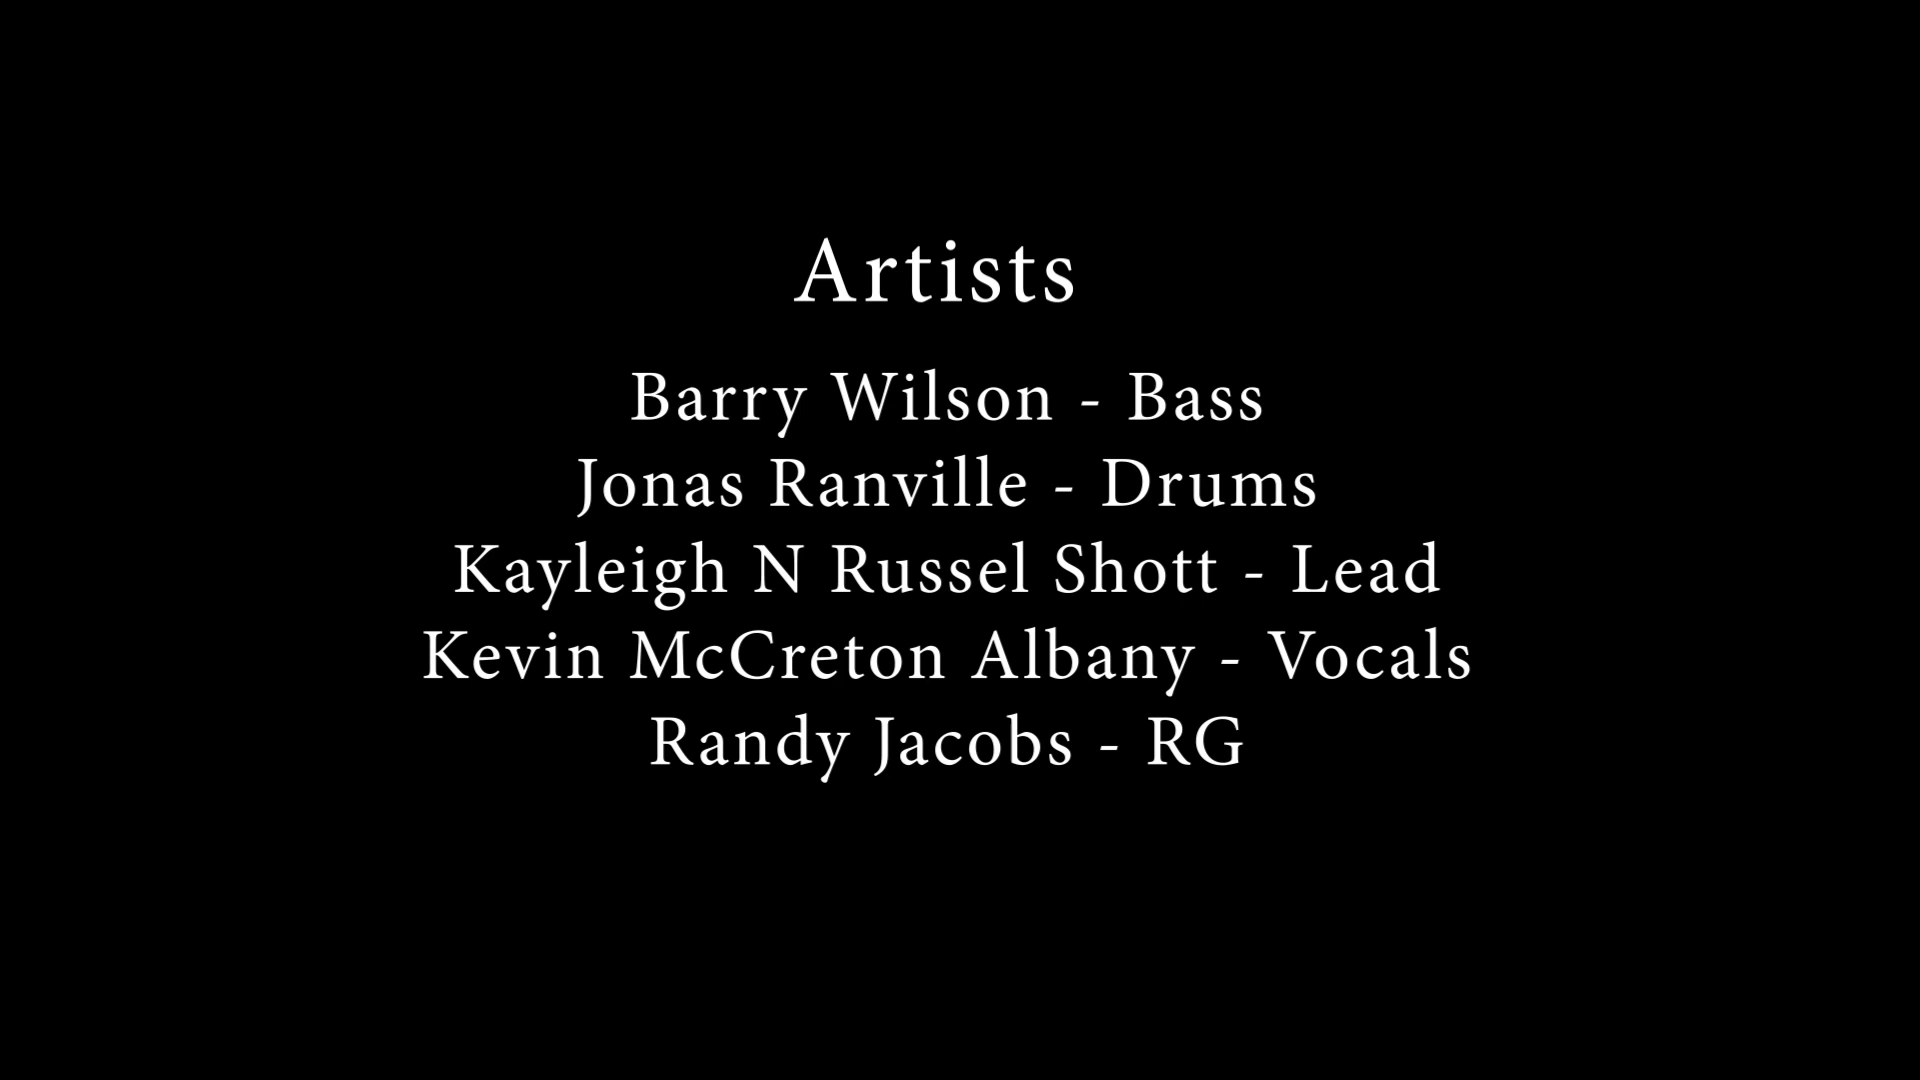 Artists
Barry Wilson - Bass
Jonas Ranville - Drums
Kayleigh N Russel Shott - Lead
Kevin McCreton Albany - Vocals
Randy Jacobs - RG